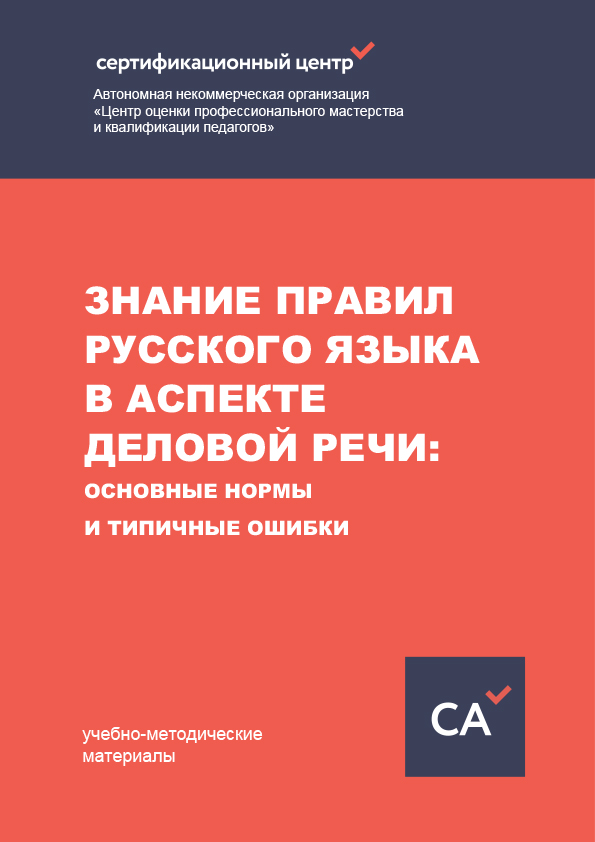 сертификационный центр
Автономная некоммерческая организация
«Центр оценки профессионального мастерства
и квалификации педагогов»
ЗНАНИЕ ПРАВИЛ
РУССКОГО ЯЗЫКА
В АСПЕКТЕ
ДЕЛОВОЙ РЕЧИ:
ОСНОВНЫЕ НОРМЫ
И ТИПИЧНЫЕ ОШИБКИ
СА
учебно-методические
материалы